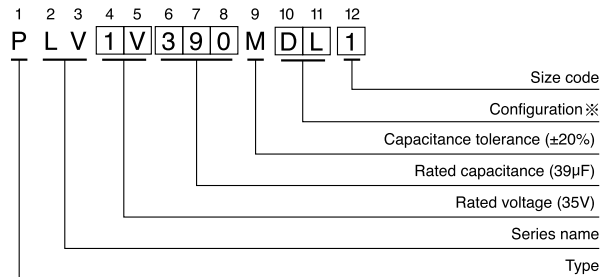 1 2 3 4 5 6 7 8 9 10 11 12
P L V 1 V 3 9 0 M D L 1
Size code
Configuration※
Capacitance tolerance (±20%)
Rated capacitance (39μF)
Rated voltage (35V)
Series name
Type